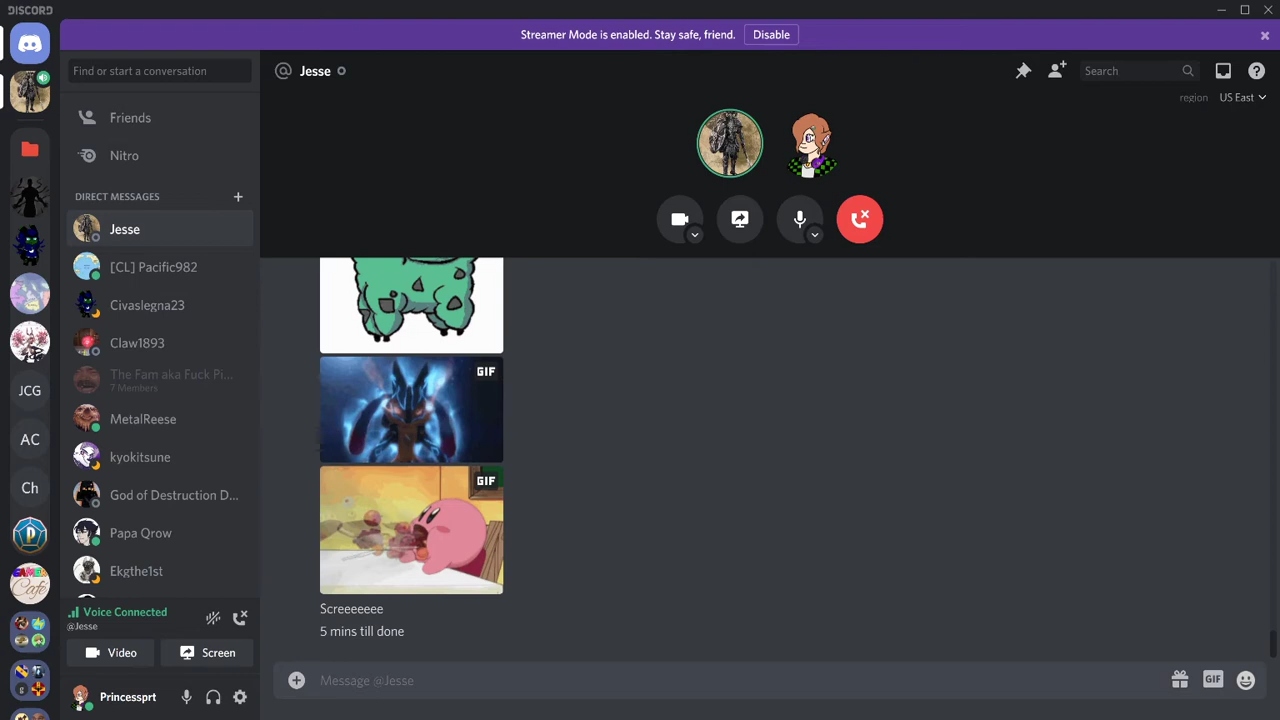 DISCORD
Streamer Mode is enabled. Stay safe, friend.
Disable
Find or start a conversation
Jesse
Search
region
US East
Friends
Nitro
DIRECT MESSAGES
Jesse
[CL] Pacific982
Civaslegna23
Claw1893
The Fam aka Fuck Pi...
7 Members
MetalReese
kyokitsune
God of Destruction D...
Papa Qrow
Ekgthe1st
JCG
AC
Ch
P
GAMER
Café
GIF
GIF
Screeeeeee
5 mins till done
Voice Connected
@Jesse
Video
Screen
Princessprt
Message @Jesse
GIF